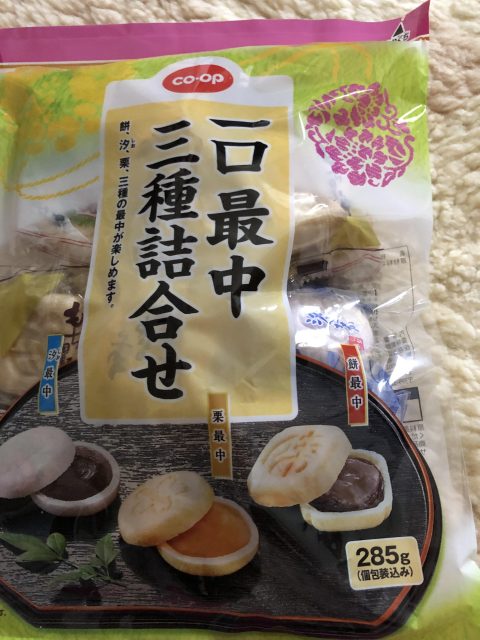 co-op
一口最中
三種詰合せ
餅、汐、栗、三種の最中が楽しめます。
しお
汐最中
栗最中
餅最中
285g
(個包装込み)